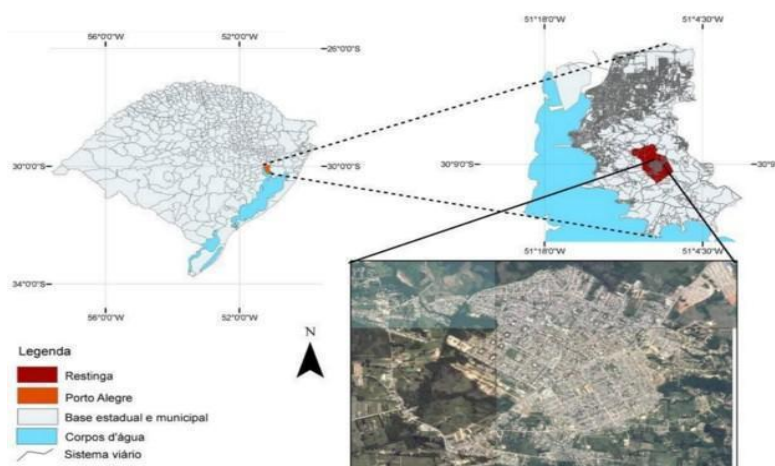 56°0'0"W
52°0'0"W
26°0'0"S
30°0'0"S
30°0'0"S
34°0'0"S
56°0'0"W
52°0'0"W
51°18'0"W
51°4'30"W
30°9'0"S
30°9
51°18'0"W
51°4'30"W
N
Legenda
Restinga
Porto Alegre
Base estadual e municipal
Corpos d'água
Sistema viário